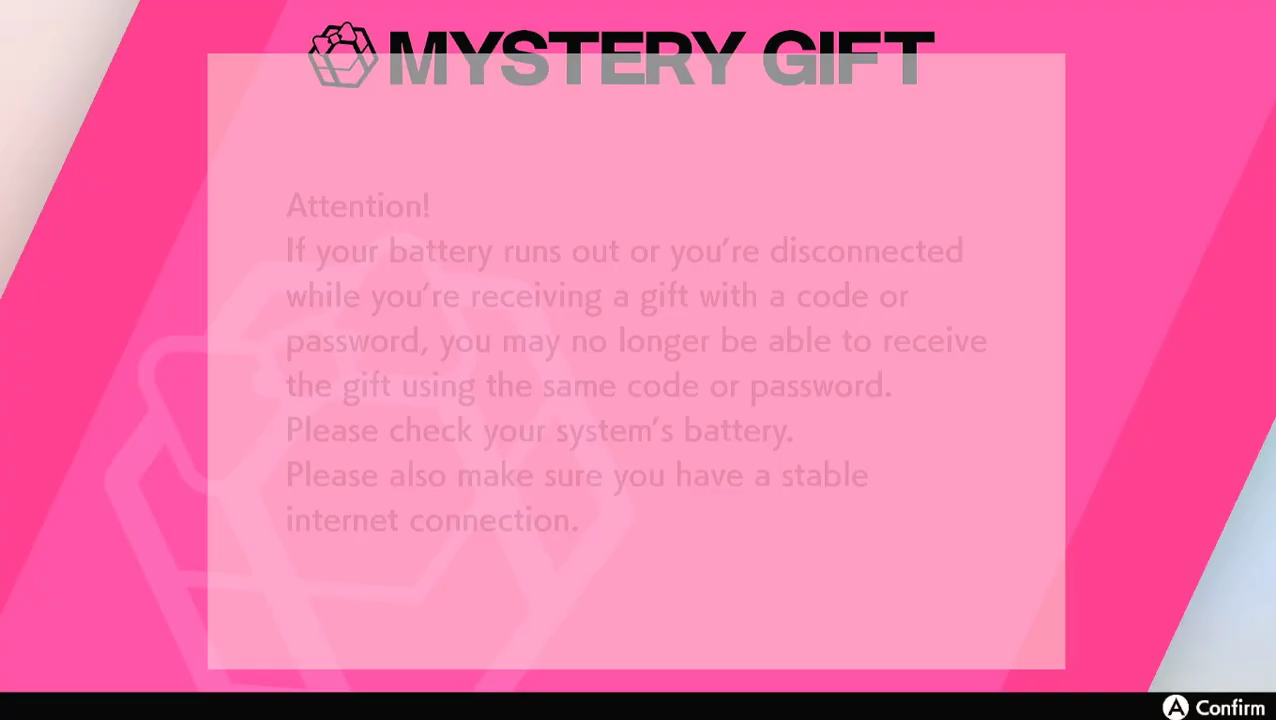 MYSTERY GIFT
Attention!
If your battery runs out or you’re disconnected
while you’re receiving a gift with a code or
password, you may no longer be able to receive
the gift using the same code or password.
Please check your system’s battery.
Please also make sure you have a stable
internet connection.
A Confirm